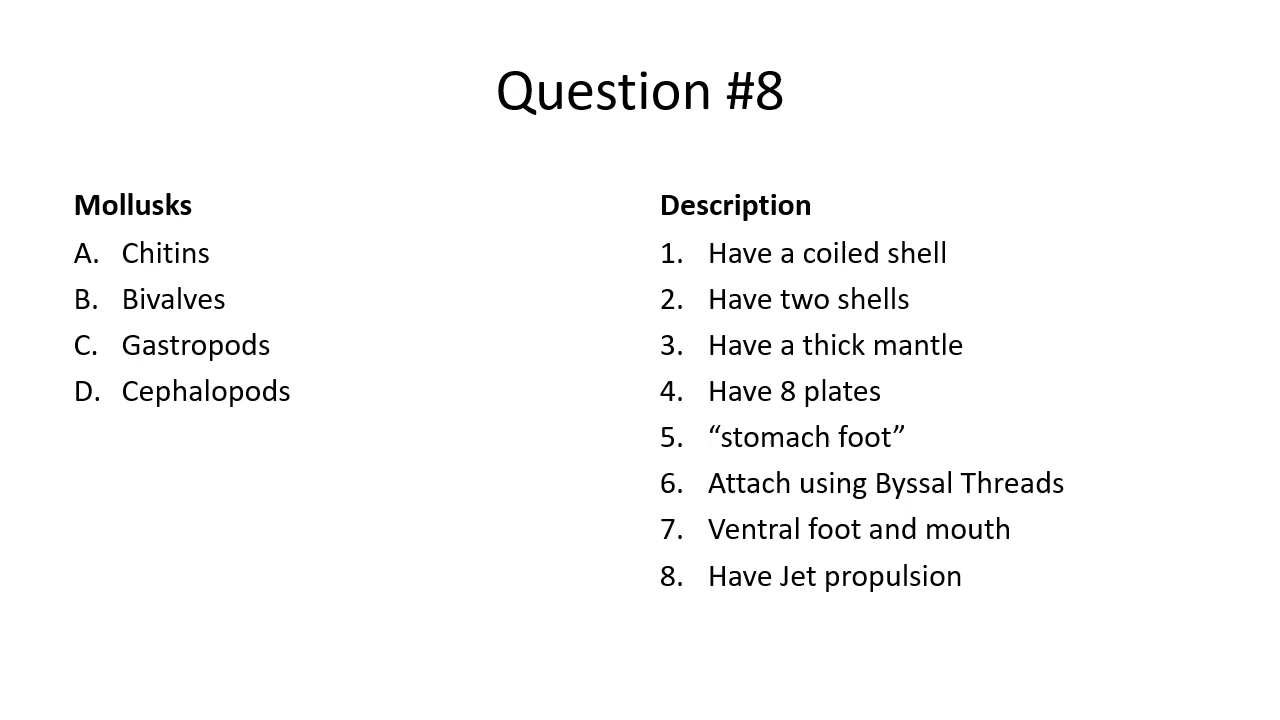 Question #8
Mollusks
A. Chitins
B. Bivalves
C. Gastropods
D. Cephalopods
Description
1. Have a coiled shell
2. Have two shells
3. Have a thick mantle
4. Have 8 plates
5. “stomach foot”
6. Attach using Byssal Threads
7. Ventral foot and mouth
8. Have Jet propulsion